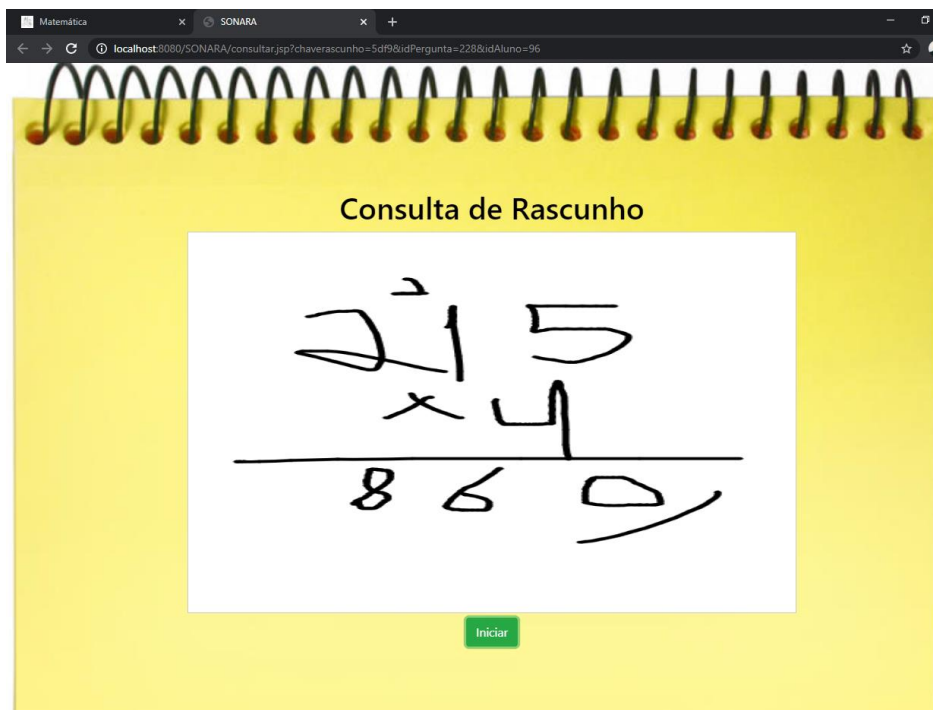 Matemática
SONARA
localhost:8080/SONARA/consultar.jsp?chaverascunho=5df9&idPergunta=228&idAluno=96
Consulta de Rascunho
2
215
× 4
860
Iniciar